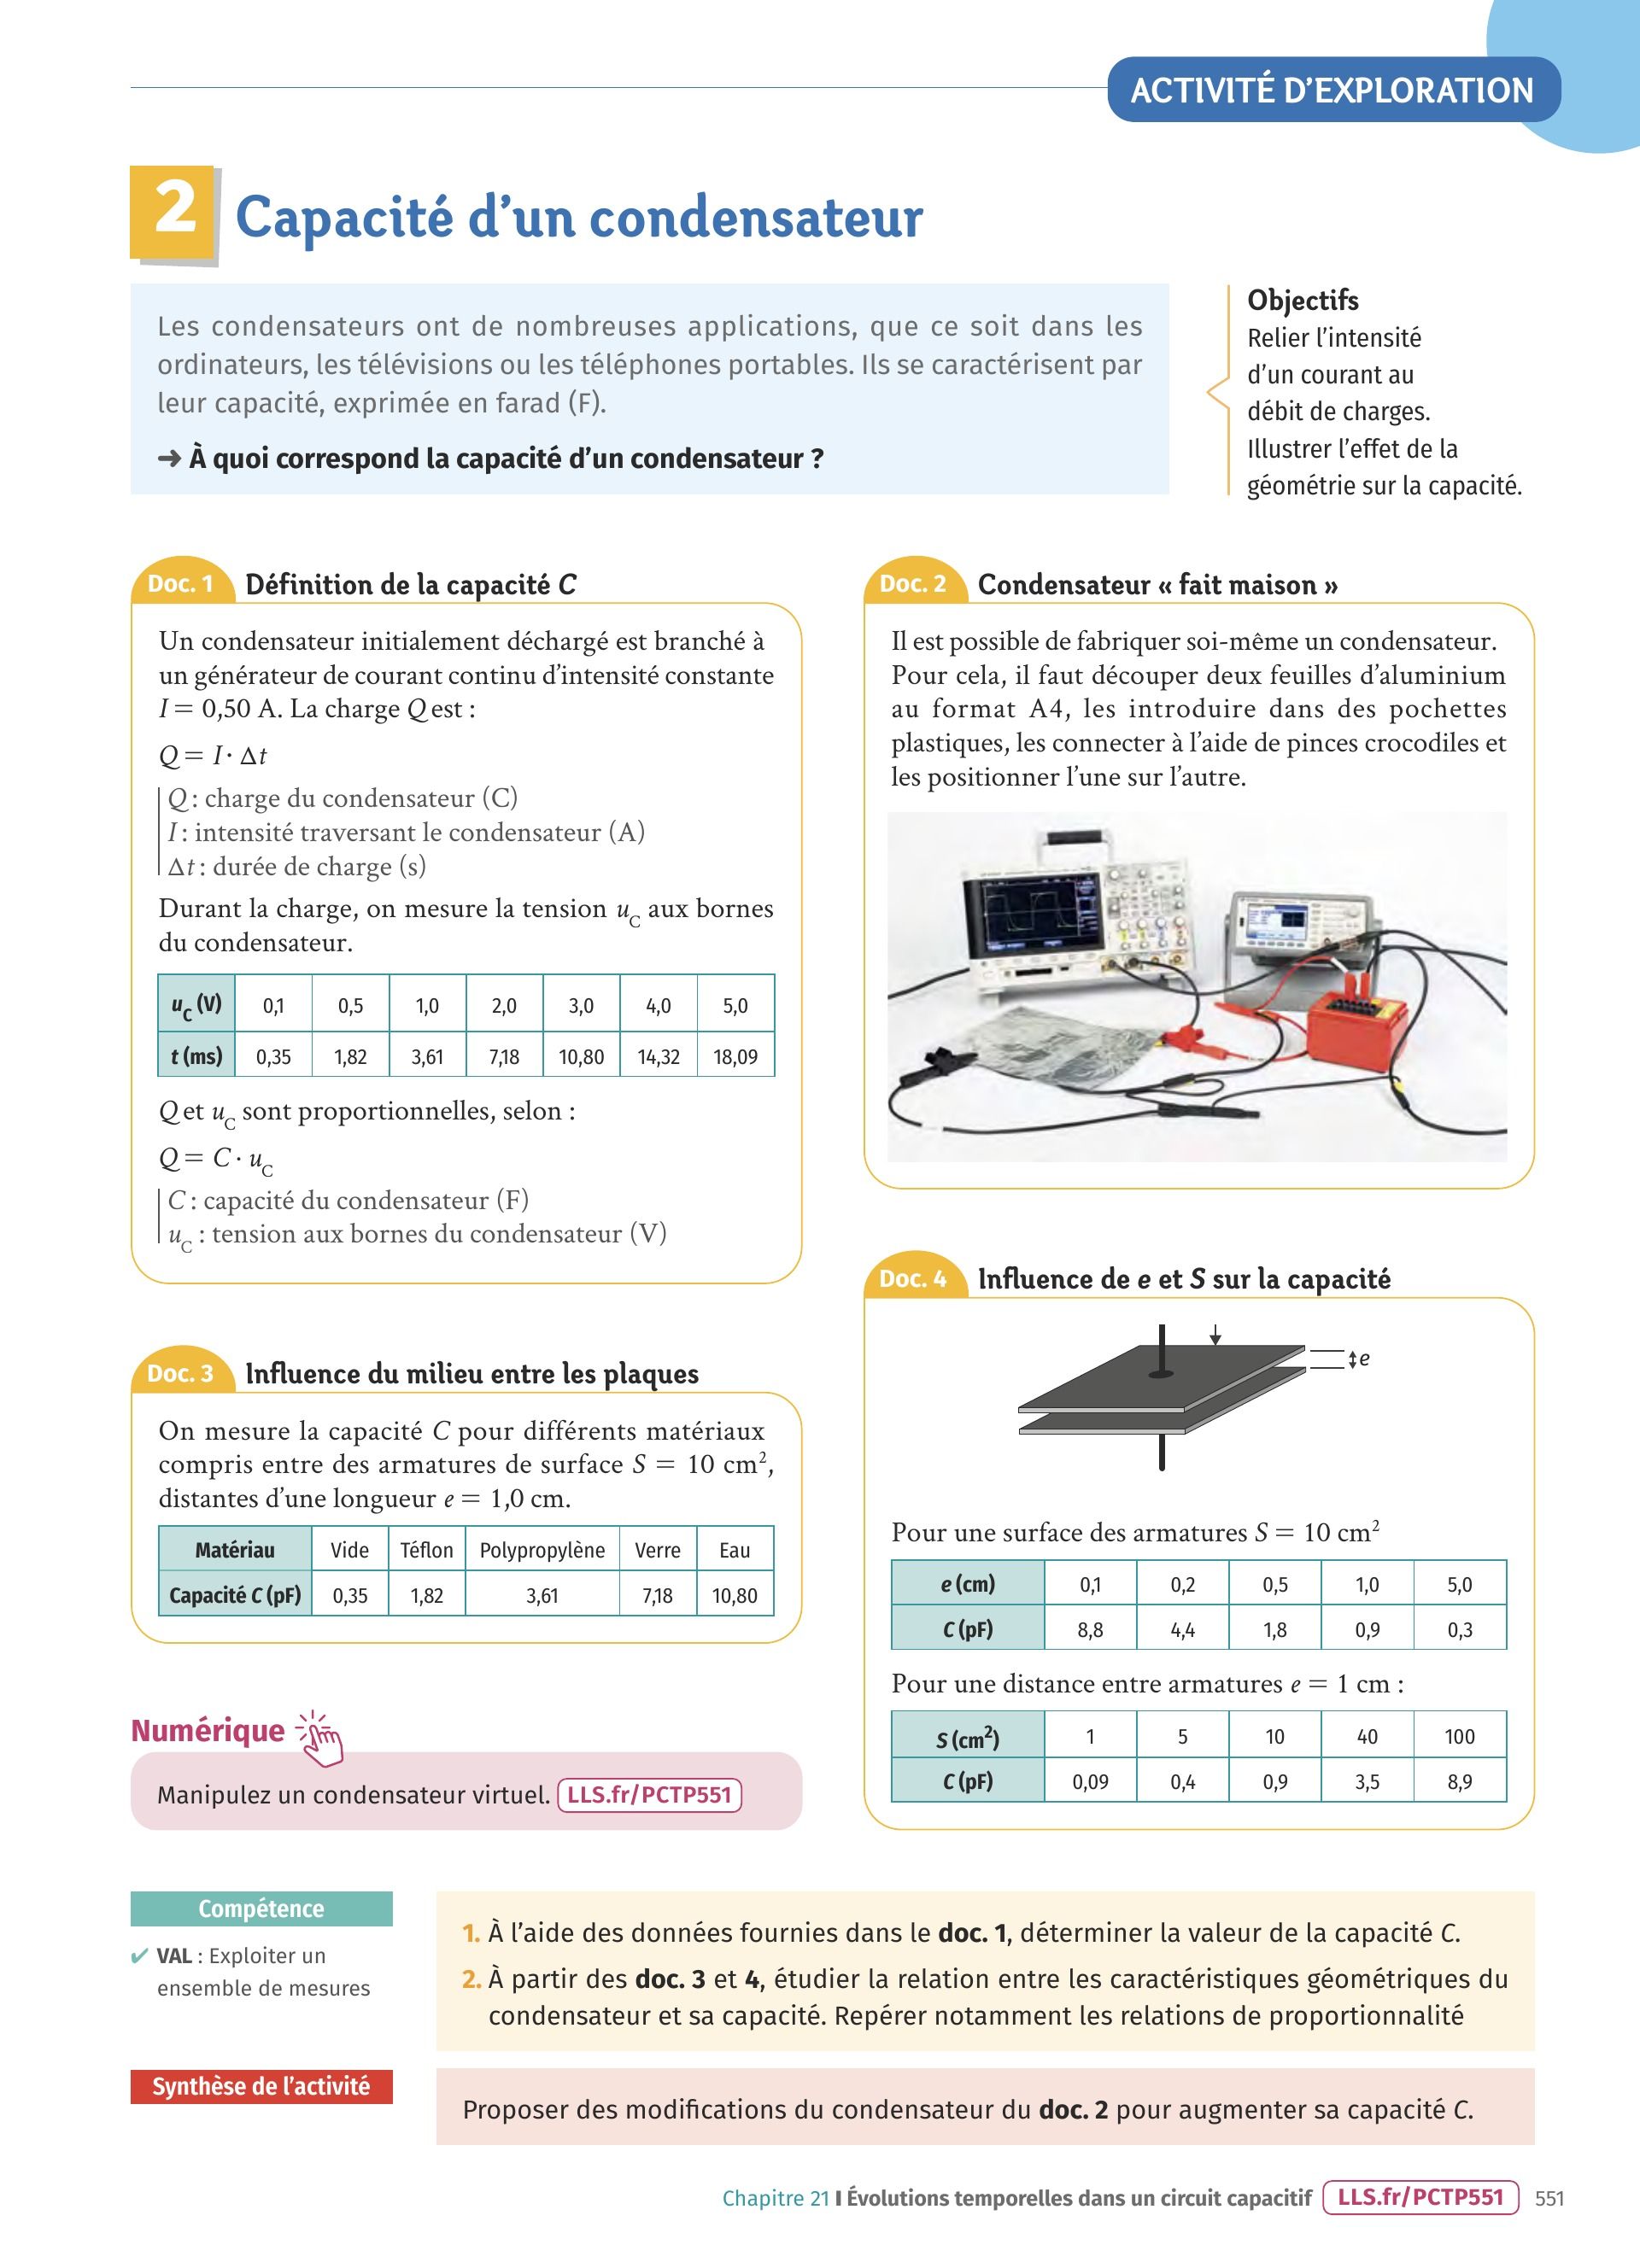 ACTIVITÉ D'EXPLORATION
2 Capacité d'un condensateur
Les condensateurs ont de nombreuses applications, que ce soit dans les
ordinateurs, les télévisions ou les téléphones portables. Ils se caractérisent par
leur capacité, exprimée en farad (F).
➜ À quoi correspond la capacité d'un condensateur ?
Objectifs
Relier l'intensité
d'un courant au
débit de charges.
Illustrer l'effet de la
géométrie sur la capacité.
Doc. 1 Définition de la capacité C
Un condensateur initialement déchargé est branché à
un générateur de courant continu d'intensité constante
I = 0,50 A. La charge Q est :
Q = I · Δt
Q : charge du condensateur (C)
I : intensité traversant le condensateur (A)
Δt : durée de charge (s)
Durant la charge, on mesure la tension uC aux bornes
du condensateur.
uC (V) 0,1 0,5 1,0 2,0 3,0 4,0 5,0
t (ms) 0,35 1,82 3,61 7,18 10,80 14,32 18,09
Q et uC sont proportionnelles, selon :
Q = C · uC
C : capacité du condensateur (F)
uC : tension aux bornes du condensateur (V)
Doc. 2 Condensateur « fait maison »
Il est possible de fabriquer soi-même un condensateur.
Pour cela, il faut découper deux feuilles d'aluminium
au format A4, les introduire dans des pochettes
plastiques, les connecter à l'aide de pinces crocodiles et
les positionner l'une sur l'autre.
Doc. 3 Influence du milieu entre les plaques
On mesure la capacité C pour différents matériaux
compris entre des armatures de surface S = 10 cm²,
distantes d'une longueur e = 1,0 cm.
Matériau Vide Téflon Polypropylène Verre Eau
Capacité C (pF) 0,35 1,82 3,61 7,18 10,80
Doc. 4 Influence de e et S sur la capacité
e
Pour une surface des armatures S = 10 cm²
e (cm) 0,1 0,2 0,5 1,0 5,0
C (pF) 8,8 4,4 1,8 0,9 0,3
Pour une distance entre armatures e = 1 cm :
S (cm²) 1 5 10 40 100
C (pF) 0,09 0,4 0,9 3,5 8,9
Numérique
Manipulez un condensateur virtuel. LLS.fr/PCTP551
Compétence
✔ VAL : Exploiter un
ensemble de mesures
1. À l'aide des données fournies dans le doc. 1, déterminer la valeur de la capacité C.
2. À partir des doc. 3 et 4, étudier la relation entre les caractéristiques géométriques du
condensateur et sa capacité. Repérer notamment les relations de proportionnalité
Synthèse de l'activité
Proposer des modifications du condensateur du doc. 2 pour augmenter sa capacité C.
Chapitre 21 I Évolutions temporelles dans un circuit capacitif LLS.fr/PCTP551 551